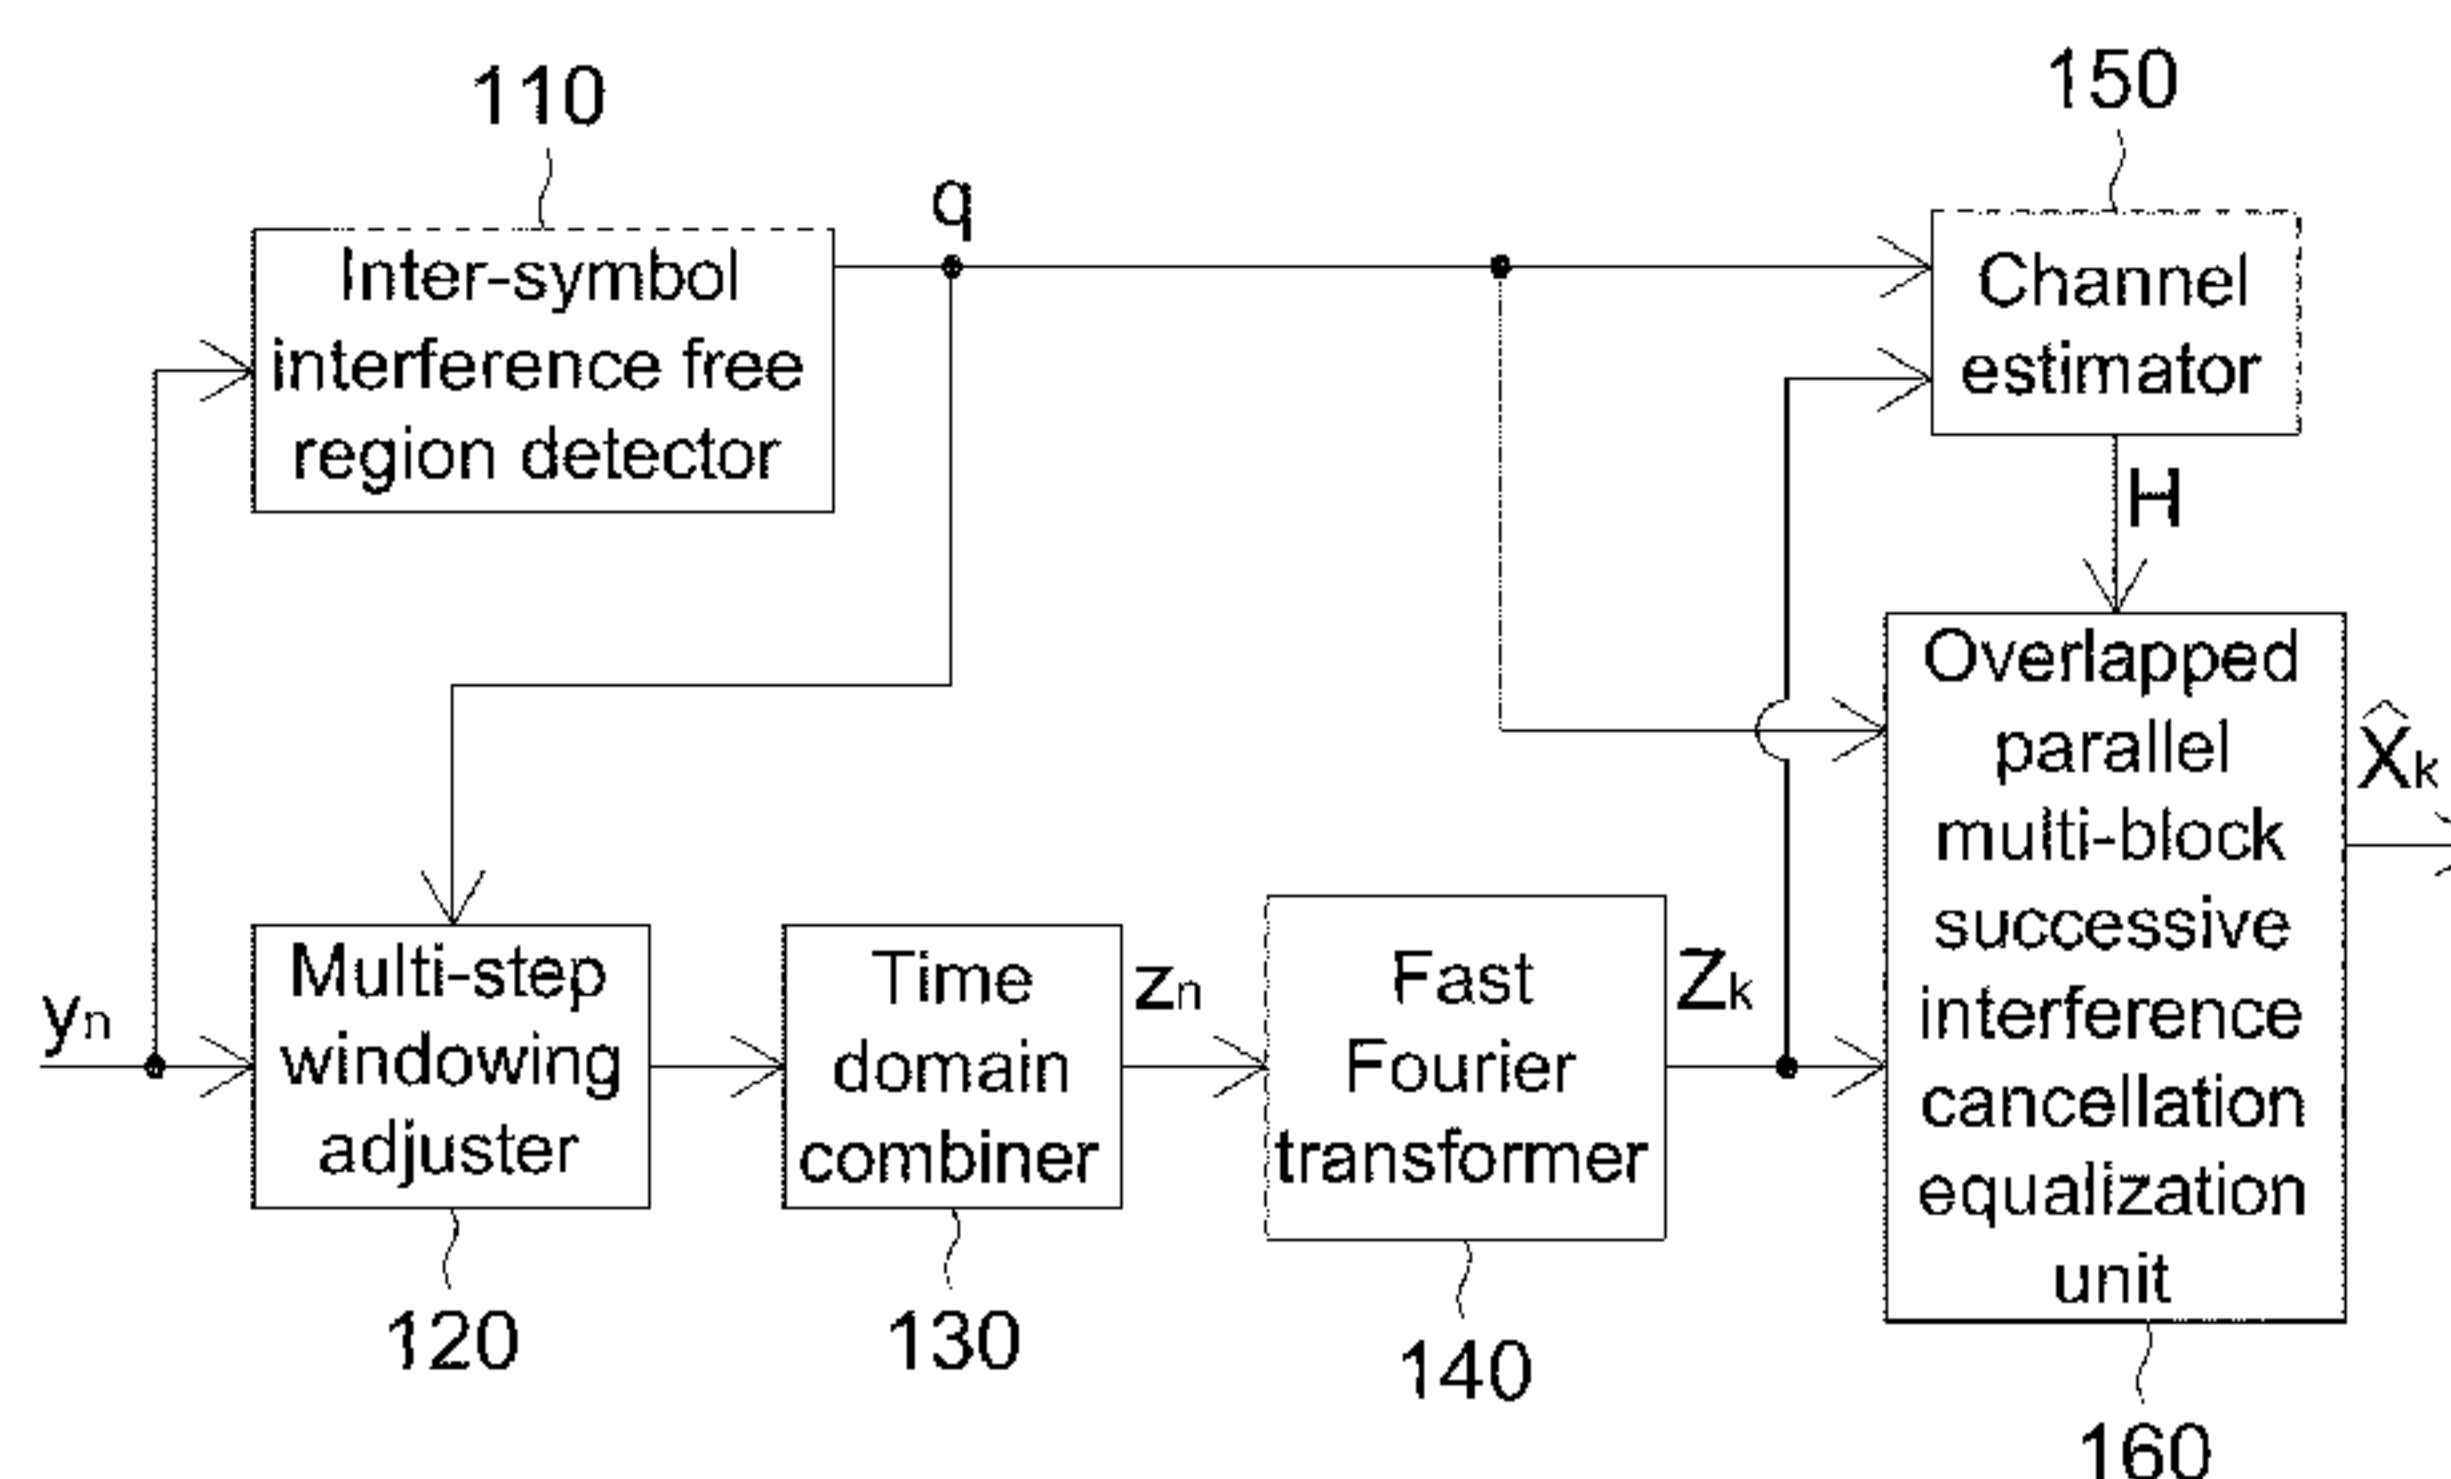 110
150
q
Inter-symbol
interference free
region detector
Channel
estimator
H
Overlapped
parallel
multi-block
successive
interference
cancellation
equalization
unit
X̂k
yn
Multi-step
windowing
adjuster
Time
domain
combiner
zn
Fast
Fourier
transformer
Zk
120
130
140
160